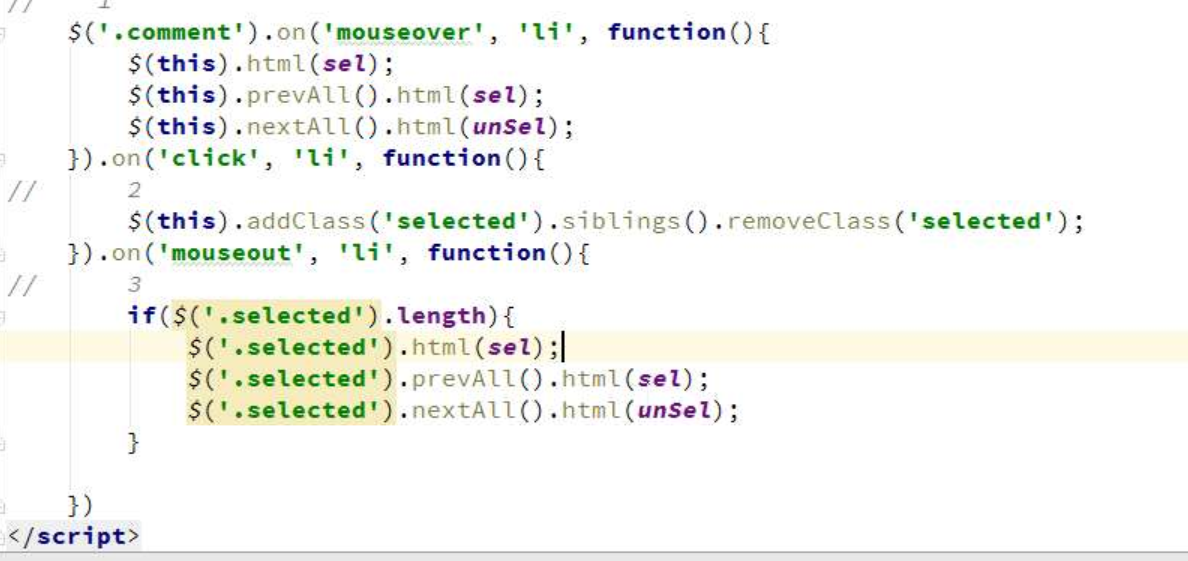 // 1
$('.comment').on('mouseover', 'li', function(){
$(this).html(sel);
$(this).prevAll().html(sel);
$(this).nextAll().html(unSel);
}).on('click', 'li', function(){
// 2
$(this).addClass('selected').siblings().removeClass('selected');
}).on('mouseout', 'li', function(){
// 3
if($('.selected').length){
$('.selected').html(sel);
$('.selected').prevAll().html(sel);
$('.selected').nextAll().html(unSel);
}
})
</script>